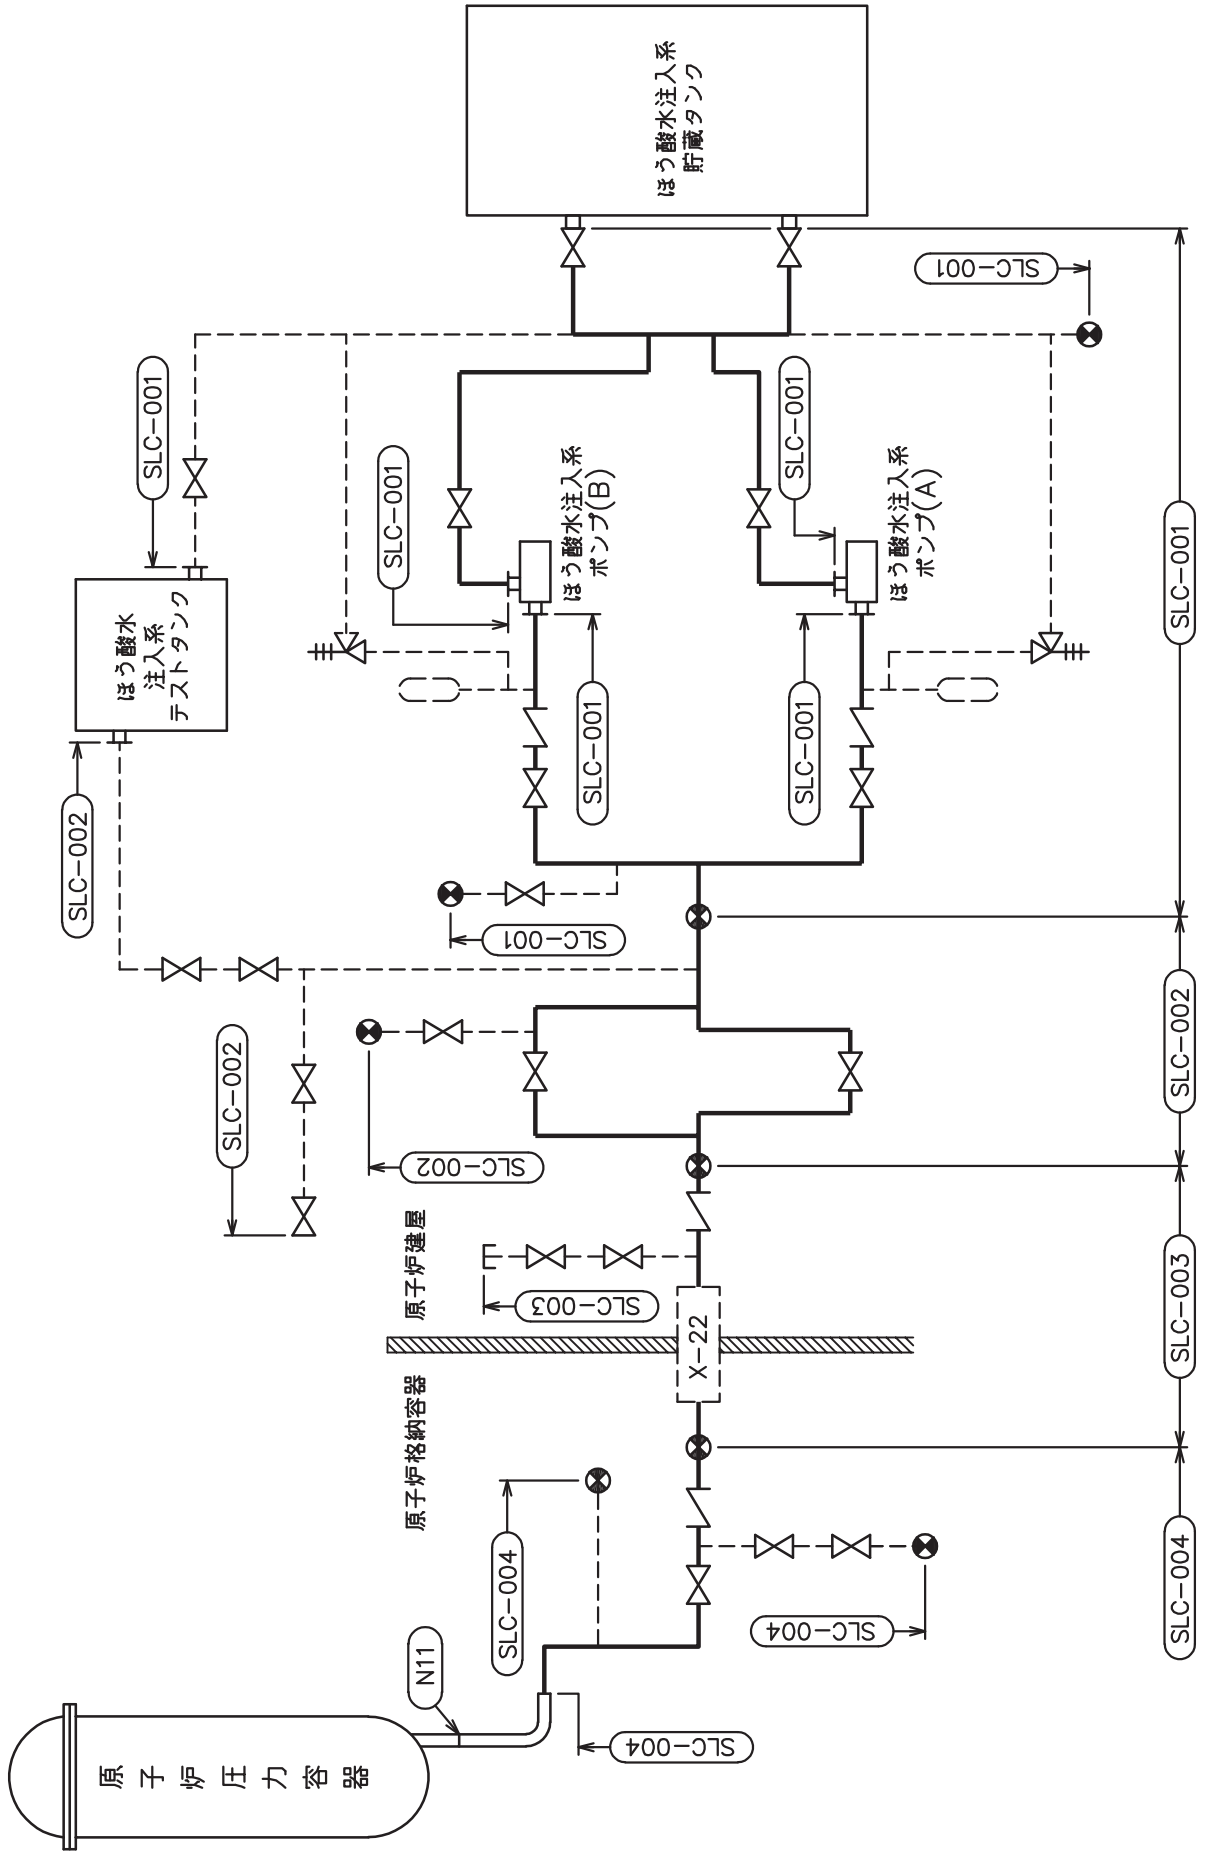 ほう酸水注入系
貯蔵タンク
SLC-001
SLC-001
ほう酸水
注入系
テストタンク
SLC-002
SLC-001
ほう酸水注入系
ポンプ(B)
SLC-001
ほう酸水注入系
ポンプ(A)
SLC-001
SLC-001
SLC-001
SLC-001
SLC-002
SLC-002
SLC-002
原子炉建屋
SLC-003
X-22
SLC-003
原子炉格納容器
SLC-004
SLC-004
SLC-004
N11
SLC-004
原子炉圧力容器